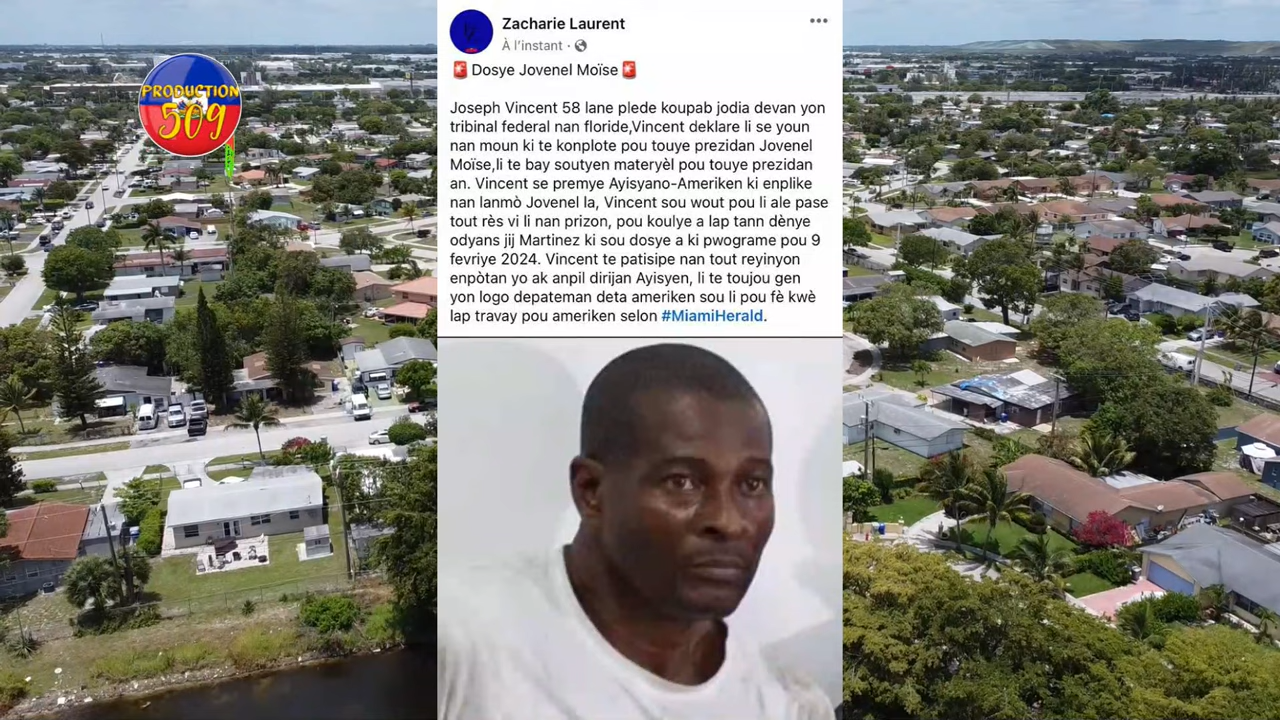 PRODUCTION
509
Zacharie Laurent
À l'instant ·
Dosye Jovenel Moïse
Joseph Vincent 58 lane plede koupab jodia devan yon
tribinal federal nan floride,Vincent deklare li se youn
nan moun ki te konplote pou touye prezidan Jovenel
Moïse,li te bay soutyen materyèl pou touye prezidan
an. Vincent se premye Ayisyano-Ameriken ki enplike
nan lanmò Jovenel la, Vincent sou wout pou li ale pase
tout rès vi li nan prizon, pou koulye a lap tann dènye
odyans jij Martinez ki sou dosye a ki pwograme pou 9
fevriye 2024. Vincent te patisipe nan tout reyinyon
enpòtan yo ak anpil dirijan Ayisyen, li te toujou gen
yon logo depateman deta ameriken sou li pou fè kwè
lap travay pou ameriken selon #MiamiHerald.